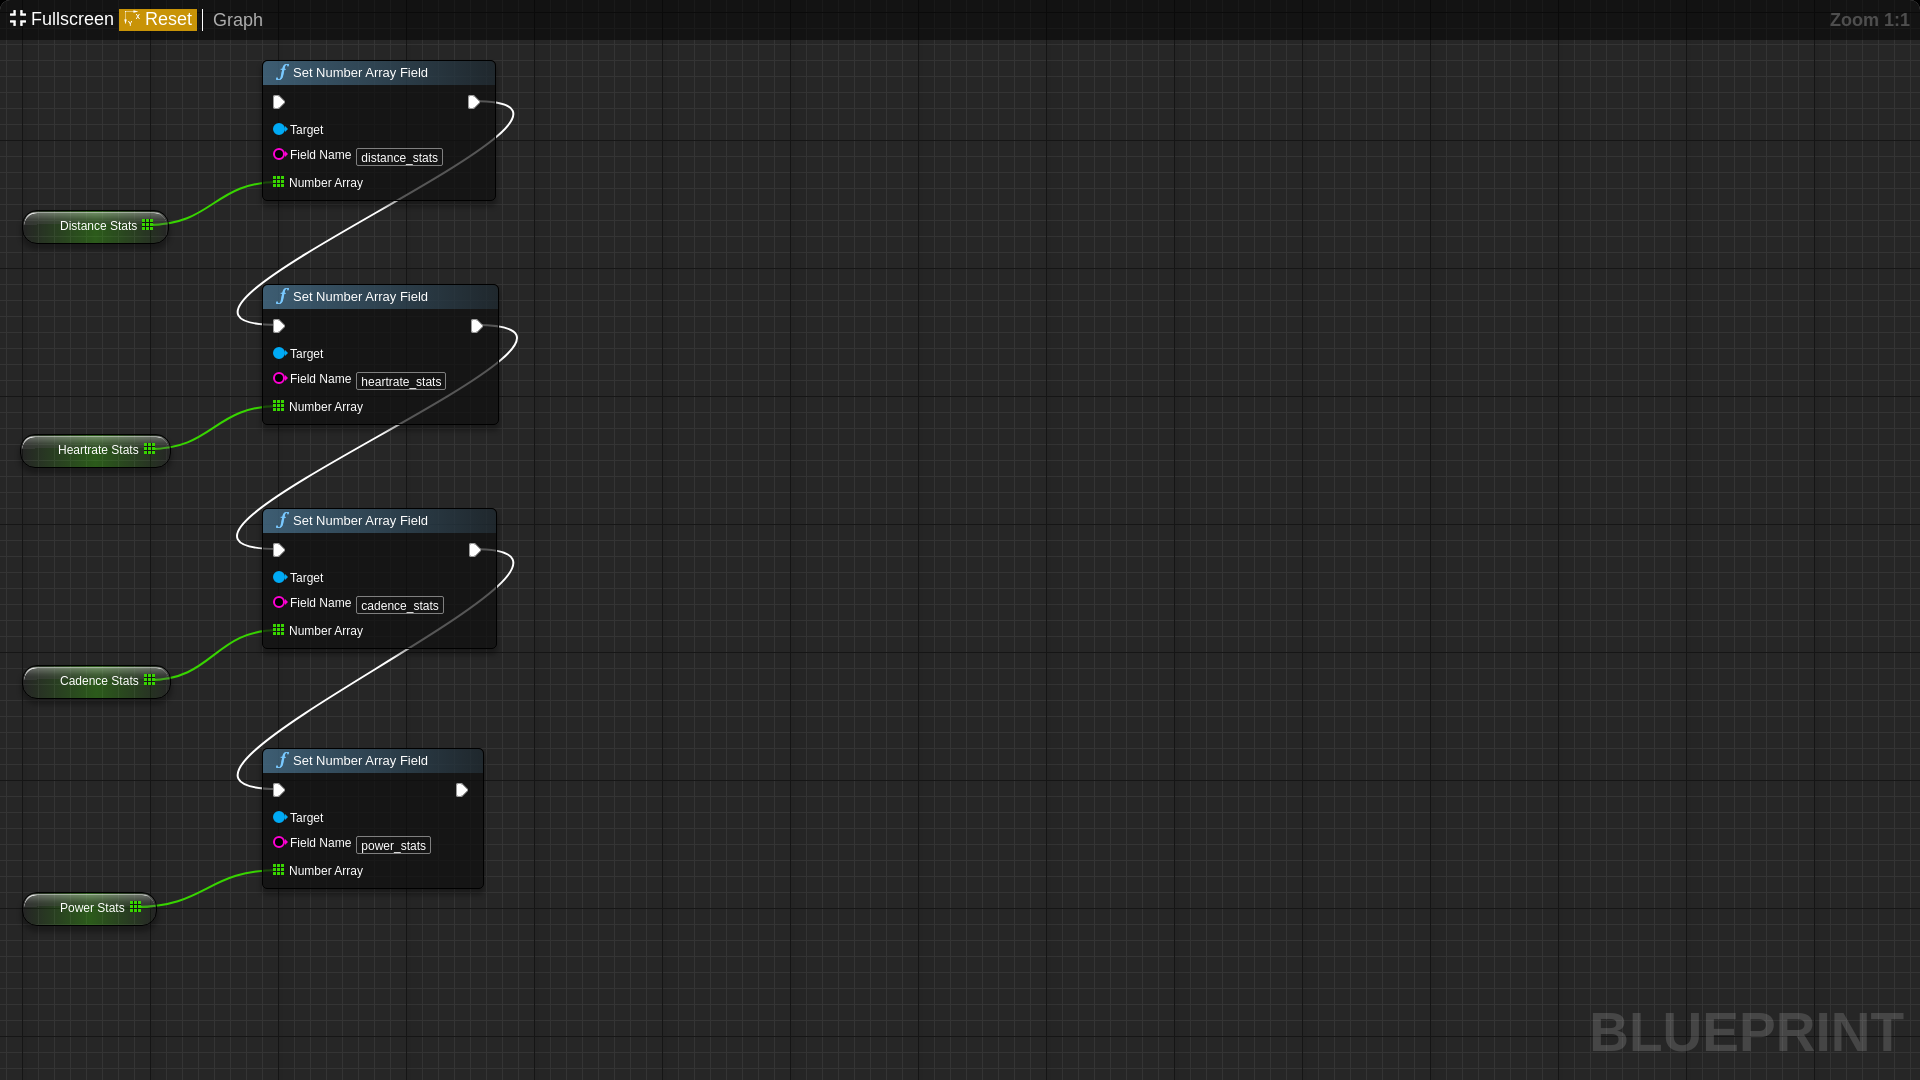 Fullscreen Reset Graph Zoom 1:1
Set Number Array Field
Target
Field Name distance_stats
Number Array
Distance Stats
Set Number Array Field
Target
Field Name heartrate_stats
Number Array
Heartrate Stats
Set Number Array Field
Target
Field Name cadence_stats
Number Array
Cadence Stats
Set Number Array Field
Target
Field Name power_stats
Number Array
Power Stats
BLUEPRINT